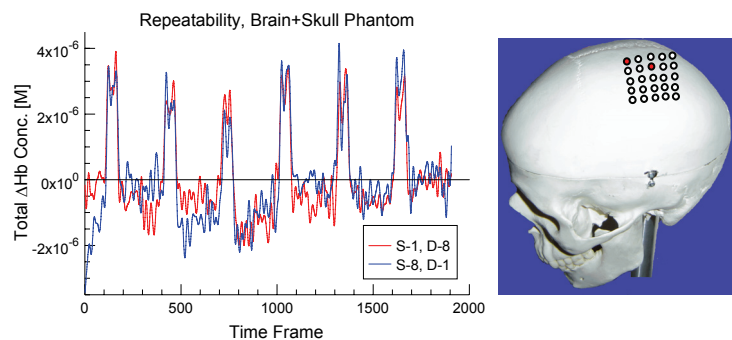 Repeatability, Brain+Skull Phantom
Total ΔHb Conc. [M]
4x10⁻⁶
2x10⁻⁶
0x10⁰
-2x10⁻⁶
S-1, D-8
S-8, D-1
0 500 1000 1500 2000
Time Frame